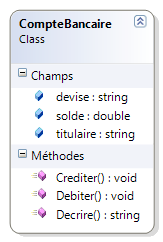 CompteBancaire
Class
Champs
devise : string
solde : double
titulaire : string
Méthodes
Crediter() : void
Debiter() : void
Decrire() : string